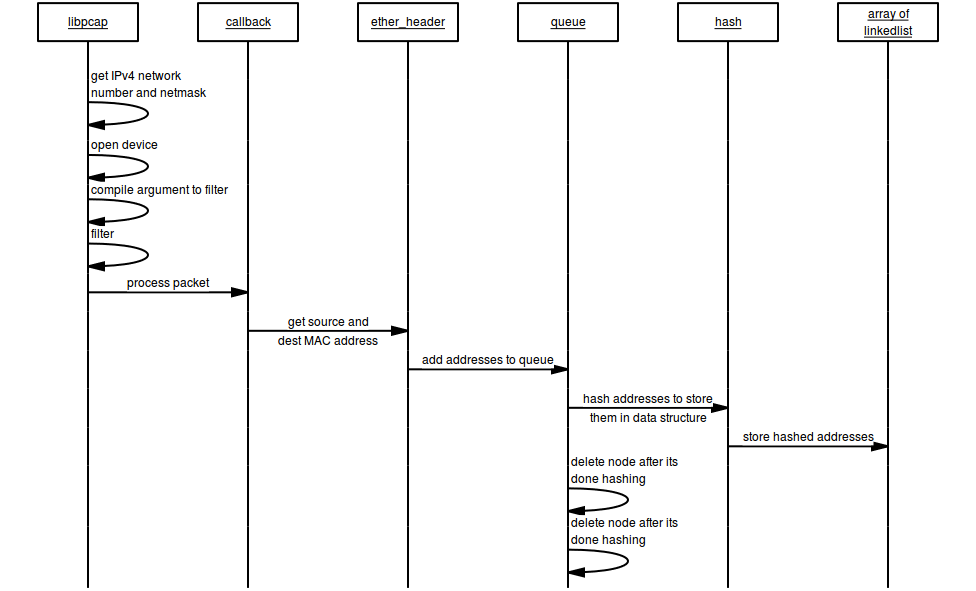 libpcap
callback
ether_header
queue
hash
array of
linkedlist
get IPv4 network
number and netmask
open device
compile argument to filter
filter
process packet
get source and
dest MAC address
add addresses to queue
hash addresses to store
them in data structure
store hashed addresses
delete node after its
done hashing
delete node after its
done hashing